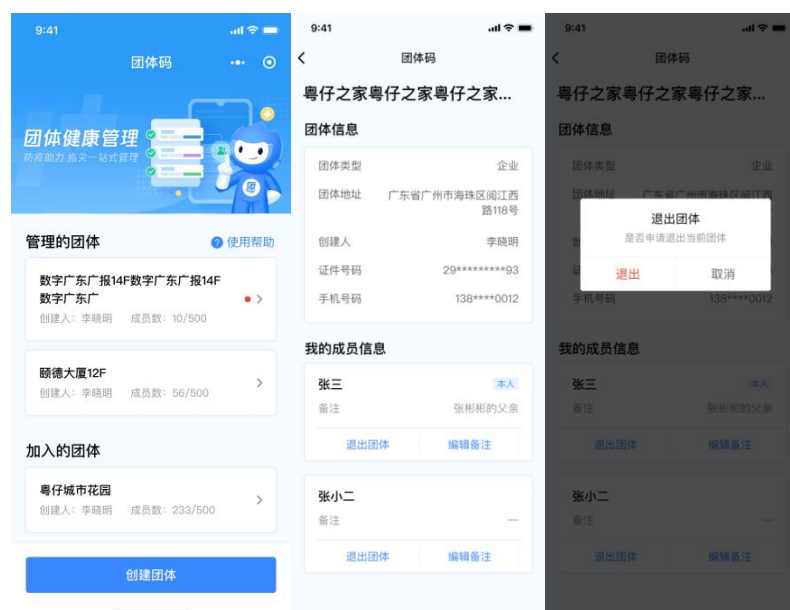 9:41
团体码
团体健康管理
防疫助力 指尖一站式管理
粤
管理的团体
使用帮助
数字广东广报14F数字广东广报14F
数字广东广
创建人：李晓明 成员数：10/500
颐德大厦12F
创建人：李晓明 成员数：56/500
加入的团体
粤仔城市花园
创建人：李晓明 成员数：233/500
创建团体
9:41
团体码
粤仔之家粤仔之家粤仔之家...
团体信息
团体类型 企业
团体地址 广东省广州市海珠区阅江西
路118号
创建人 李晓明
证件号码 29*********93
手机号码 138****0012
我的成员信息
张三 本人
备注 张彬彬的父亲
退出团体 编辑备注
张小二
备注 —
退出团体 编辑备注
9:41
团体码
粤仔之家粤仔之家粤仔之家...
团体信息
团体类型 企业
团体地址 广东省广州市海珠区阅江西
退出团体
是否申请退出当前团体
退出 取消
手机号码 138****0012
我的成员信息
张三 本人
备注 张彬彬的父亲
退出团体 编辑备注
张小二
备注 —
退出团体 编辑备注